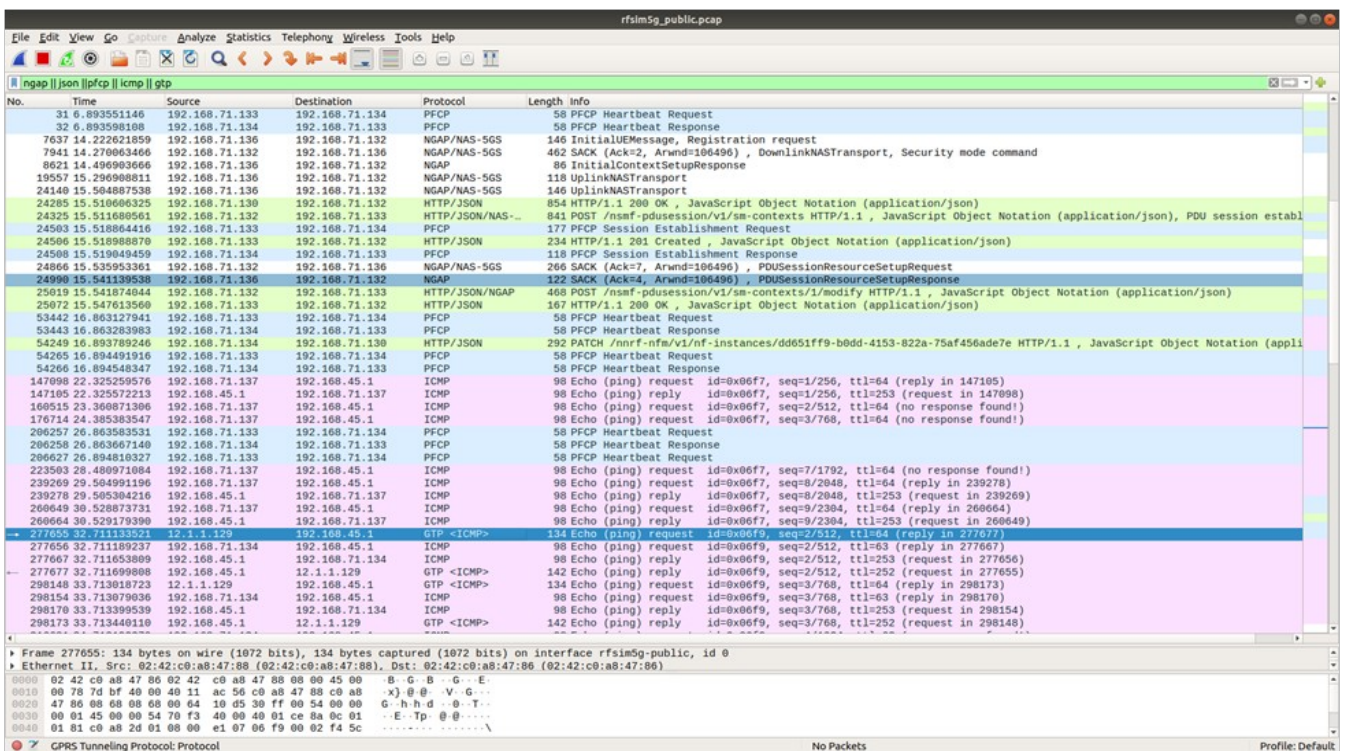 rfsim5g_public.pcap
File Edit View Go Capture Analyze Statistics Telephony Wireless Tools Help
ngap || json ||pfcp || icmp || gtp
No. Time Source Destination Protocol Length Info
31 6.893551146 192.168.71.133 192.168.71.134 PFCP 58 PFCP Heartbeat Request
32 6.893598108 192.168.71.134 192.168.71.133 PFCP 58 PFCP Heartbeat Response
7637 14.222621859 192.168.71.136 192.168.71.132 NGAP/NAS-5GS 146 InitialUEMessage, Registration request
7941 14.270063466 192.168.71.132 192.168.71.136 NGAP/NAS-5GS 462 SACK (Ack=2, Arwnd=106496) , DownlinkNASTransport, Security mode command
8621 14.496903666 192.168.71.136 192.168.71.132 NGAP 86 InitialContextSetupResponse
19557 15.296908811 192.168.71.136 192.168.71.132 NGAP/NAS-5GS 118 UplinkNASTransport
24140 15.504887538 192.168.71.136 192.168.71.132 NGAP/NAS-5GS 146 UplinkNASTransport
24285 15.510606325 192.168.71.130 192.168.71.132 HTTP/JSON 854 HTTP/1.1 200 OK , JavaScript Object Notation (application/json)
24325 15.511680561 192.168.71.132 192.168.71.133 HTTP/JSON/NAS-… 841 POST /nsmf-pdusession/v1/sm-contexts HTTP/1.1 , JavaScript Object Notation (application/json), PDU session establ
24503 15.518864416 192.168.71.133 192.168.71.134 PFCP 177 PFCP Session Establishment Request
24506 15.518988870 192.168.71.133 192.168.71.132 HTTP/JSON 234 HTTP/1.1 201 Created , JavaScript Object Notation (application/json)
24508 15.519049459 192.168.71.134 192.168.71.133 PFCP 118 PFCP Session Establishment Response
24866 15.535953361 192.168.71.132 192.168.71.136 NGAP/NAS-5GS 266 SACK (Ack=7, Arwnd=106496) , PDUSessionResourceSetupRequest
24990 15.541139538 192.168.71.136 192.168.71.132 NGAP 122 SACK (Ack=4, Arwnd=106496) , PDUSessionResourceSetupResponse
25019 15.541874044 192.168.71.132 192.168.71.133 HTTP/JSON/NGAP 468 POST /nsmf-pdusession/v1/sm-contexts/1/modify HTTP/1.1 , JavaScript Object Notation (application/json)
25072 15.547613560 192.168.71.133 192.168.71.132 HTTP/JSON 167 HTTP/1.1 200 OK , JavaScript Object Notation (application/json)
53442 16.863127941 192.168.71.133 192.168.71.134 PFCP 58 PFCP Heartbeat Request
53443 16.863283983 192.168.71.134 192.168.71.133 PFCP 58 PFCP Heartbeat Response
54249 16.893789246 192.168.71.134 192.168.71.130 HTTP/JSON 292 PATCH /nnrf-nfm/v1/nf-instances/dd651ff9-b0dd-4153-822a-75af456ade7e HTTP/1.1 , JavaScript Object Notation (appli
54265 16.894491916 192.168.71.133 192.168.71.134 PFCP 58 PFCP Heartbeat Request
54266 16.894548347 192.168.71.134 192.168.71.133 PFCP 58 PFCP Heartbeat Response
147098 22.325259576 192.168.71.137 192.168.45.1 ICMP 98 Echo (ping) request id=0x06f7, seq=1/256, ttl=64 (reply in 147105)
147105 22.325572213 192.168.45.1 192.168.71.137 ICMP 98 Echo (ping) reply id=0x06f7, seq=1/256, ttl=253 (request in 147098)
160515 23.360871306 192.168.71.137 192.168.45.1 ICMP 98 Echo (ping) request id=0x06f7, seq=2/512, ttl=64 (no response found!)
176714 24.385383547 192.168.71.137 192.168.45.1 ICMP 98 Echo (ping) request id=0x06f7, seq=3/768, ttl=64 (no response found!)
206257 26.863583531 192.168.71.133 192.168.71.134 PFCP 58 PFCP Heartbeat Request
206258 26.863667140 192.168.71.134 192.168.71.133 PFCP 58 PFCP Heartbeat Response
206627 26.894810327 192.168.71.134 192.168.71.133 PFCP 58 PFCP Heartbeat Response
223503 28.480971084 192.168.71.137 192.168.45.1 ICMP 98 Echo (ping) request id=0x06f7, seq=7/1792, ttl=64 (no response found!)
239269 29.504991196 192.168.71.137 192.168.45.1 ICMP 98 Echo (ping) request id=0x06f7, seq=8/2048, ttl=64 (reply in 239278)
239278 29.505304216 192.168.45.1 192.168.71.137 ICMP 98 Echo (ping) reply id=0x06f7, seq=8/2048, ttl=253 (request in 239269)
260649 30.528873731 192.168.71.137 192.168.45.1 ICMP 98 Echo (ping) request id=0x06f7, seq=9/2304, ttl=64 (reply in 260664)
260664 30.529179390 192.168.45.1 192.168.71.137 ICMP 98 Echo (ping) reply id=0x06f7, seq=9/2304, ttl=253 (request in 260649)
277655 32.711133521 12.1.1.129 192.168.45.1 GTP <ICMP> 134 Echo (ping) request id=0x06f9, seq=2/512, ttl=64 (reply in 277677)
277656 32.711189237 192.168.71.134 192.168.45.1 ICMP 98 Echo (ping) request id=0x06f9, seq=2/512, ttl=63 (reply in 277667)
277667 32.711653809 192.168.45.1 192.168.71.134 ICMP 98 Echo (ping) reply id=0x06f9, seq=2/512, ttl=253 (request in 277656)
277677 32.711699808 192.168.45.1 12.1.1.129 GTP <ICMP> 142 Echo (ping) reply id=0x06f9, seq=2/512, ttl=252 (request in 277655)
298148 33.713018723 12.1.1.129 192.168.45.1 GTP <ICMP> 134 Echo (ping) request id=0x06f9, seq=3/768, ttl=64 (reply in 298173)
298154 33.713079036 192.168.71.134 192.168.45.1 ICMP 98 Echo (ping) request id=0x06f9, seq=3/768, ttl=63 (reply in 298170)
298170 33.713399539 192.168.45.1 192.168.71.134 ICMP 98 Echo (ping) reply id=0x06f9, seq=3/768, ttl=253 (request in 298154)
298173 33.713440110 192.168.45.1 12.1.1.129 GTP <ICMP> 142 Echo (ping) reply id=0x06f9, seq=3/768, ttl=252 (request in 298148)
Frame 277655: 134 bytes on wire (1072 bits), 134 bytes captured (1072 bits) on interface rfsim5g-public, id 0
Ethernet II, Src: 02:42:c0:a8:47:88 (02:42:c0:a8:47:88), Dst: 02:42:c0:a8:47:86 (02:42:c0:a8:47:86)
0000 02 42 c0 a8 47 86 02 42 c0 a8 47 88 08 00 45 00 ·B··G··B ··G···E·
0010 00 78 7d bf 40 00 40 11 ac 56 c0 a8 47 88 c0 a8 ·x}·@·@· ·V··G···
0020 47 86 08 68 08 68 00 64 10 d5 30 ff 00 54 00 00 G··h·h·d ··0··T··
0030 00 01 45 00 00 54 70 f3 40 00 40 01 ce 8a 0c 01 ··E··Tp· @·@·····
0040 01 81 c0 a8 2d 01 08 00 e1 07 06 f9 00 02 f4 5c ····-··· ·······\
GPRS Tunneling Protocol: Protocol No Packets Profile: Default